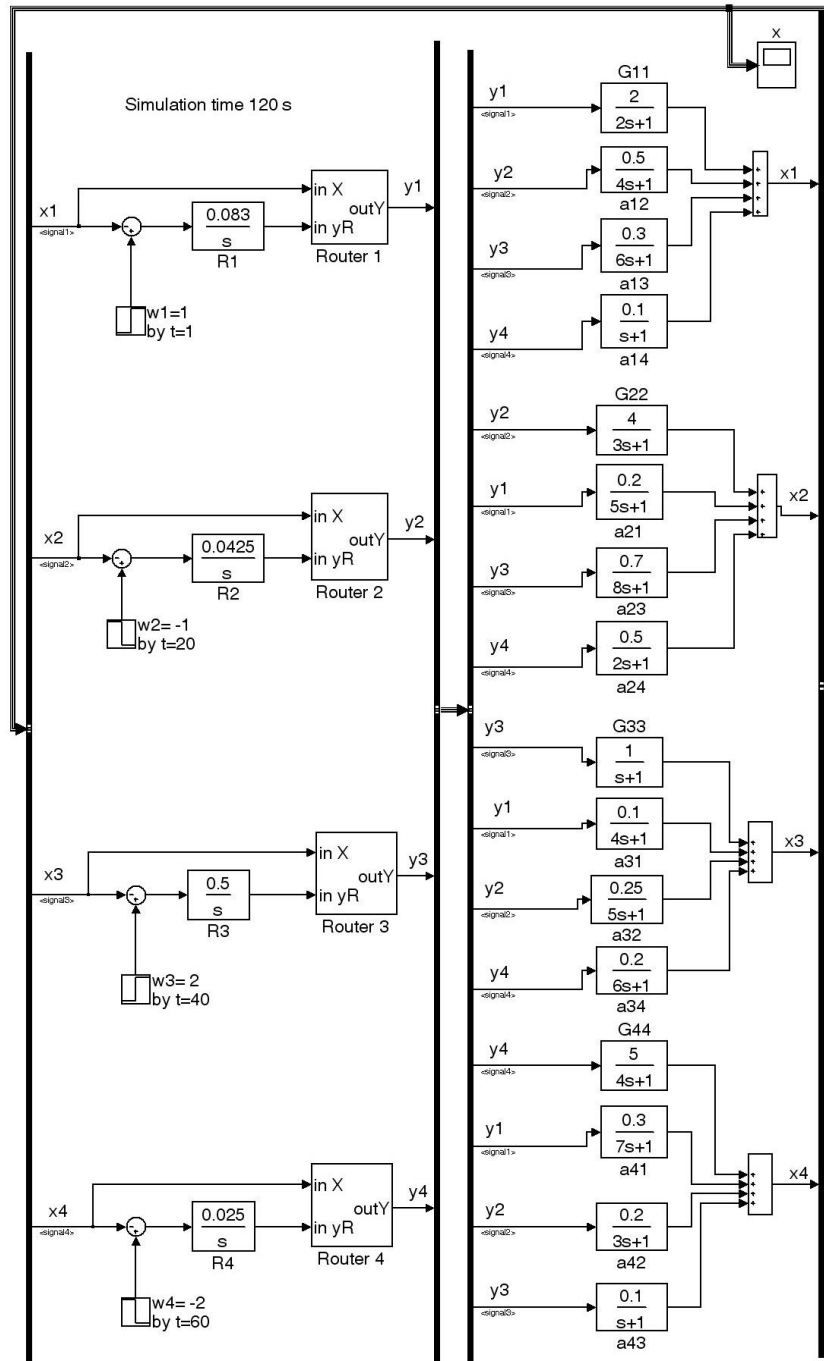 x
Simulation time 120 s
x1
<signal1>
0.083
s
R1
in X
outY
in yR
Router 1
y1
w1=1
by t=1
x2
<signal2>
0.0425
s
R2
in X
outY
in yR
Router 2
y2
w2= -1
by t=20
x3
<signal3>
0.5
s
R3
in X
outY
in yR
Router 3
y3
w3= 2
by t=40
x4
<signal4>
0.025
s
R4
in X
outY
in yR
Router 4
y4
w4= -2
by t=60
G11
y1
<signal1>
2
2s+1
y2
<signal2>
0.5
4s+1
a12
y3
<signal3>
0.3
6s+1
a13
y4
<signal4>
0.1
s+1
a14
x1
G22
y2
<signal2>
4
3s+1
y1
<signal1>
0.2
5s+1
a21
y3
<signal3>
0.7
8s+1
a23
y4
<signal4>
0.5
2s+1
a24
x2
G33
y3
<signal3>
1
s+1
y1
<signal1>
0.1
4s+1
a31
y2
<signal2>
0.25
5s+1
a32
y4
<signal4>
0.2
6s+1
a34
x3
G44
y4
<signal4>
5
4s+1
y1
<signal1>
0.3
7s+1
a41
y2
<signal2>
0.2
3s+1
a42
y3
<signal3>
0.1
s+1
a43
x4